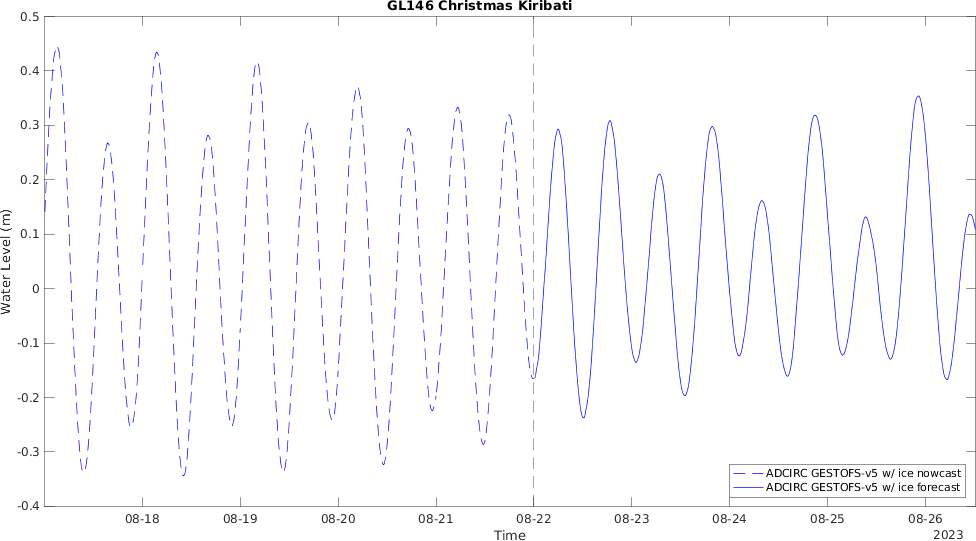 GL146 Christmas Kiribati
0.5
0.4
0.3
0.2
0.1
0
-0.1
-0.2
-0.3
-0.4
Water Level (m)
08-18 08-19 08-20 08-21 08-22 08-23 08-24 08-25 08-26
Time
2023
ADCIRC GESTOFS-v5 w/ ice nowcast
ADCIRC GESTOFS-v5 w/ ice forecast